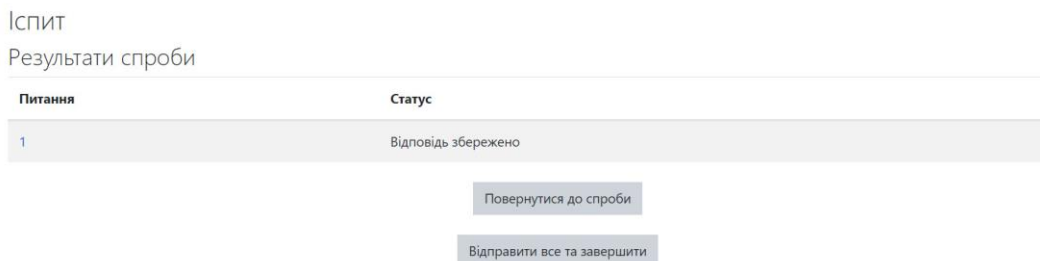 Іспит
Результати спроби
Питання Статус
1 Відповідь збережено
Повернутися до спроби
Відправити все та завершити